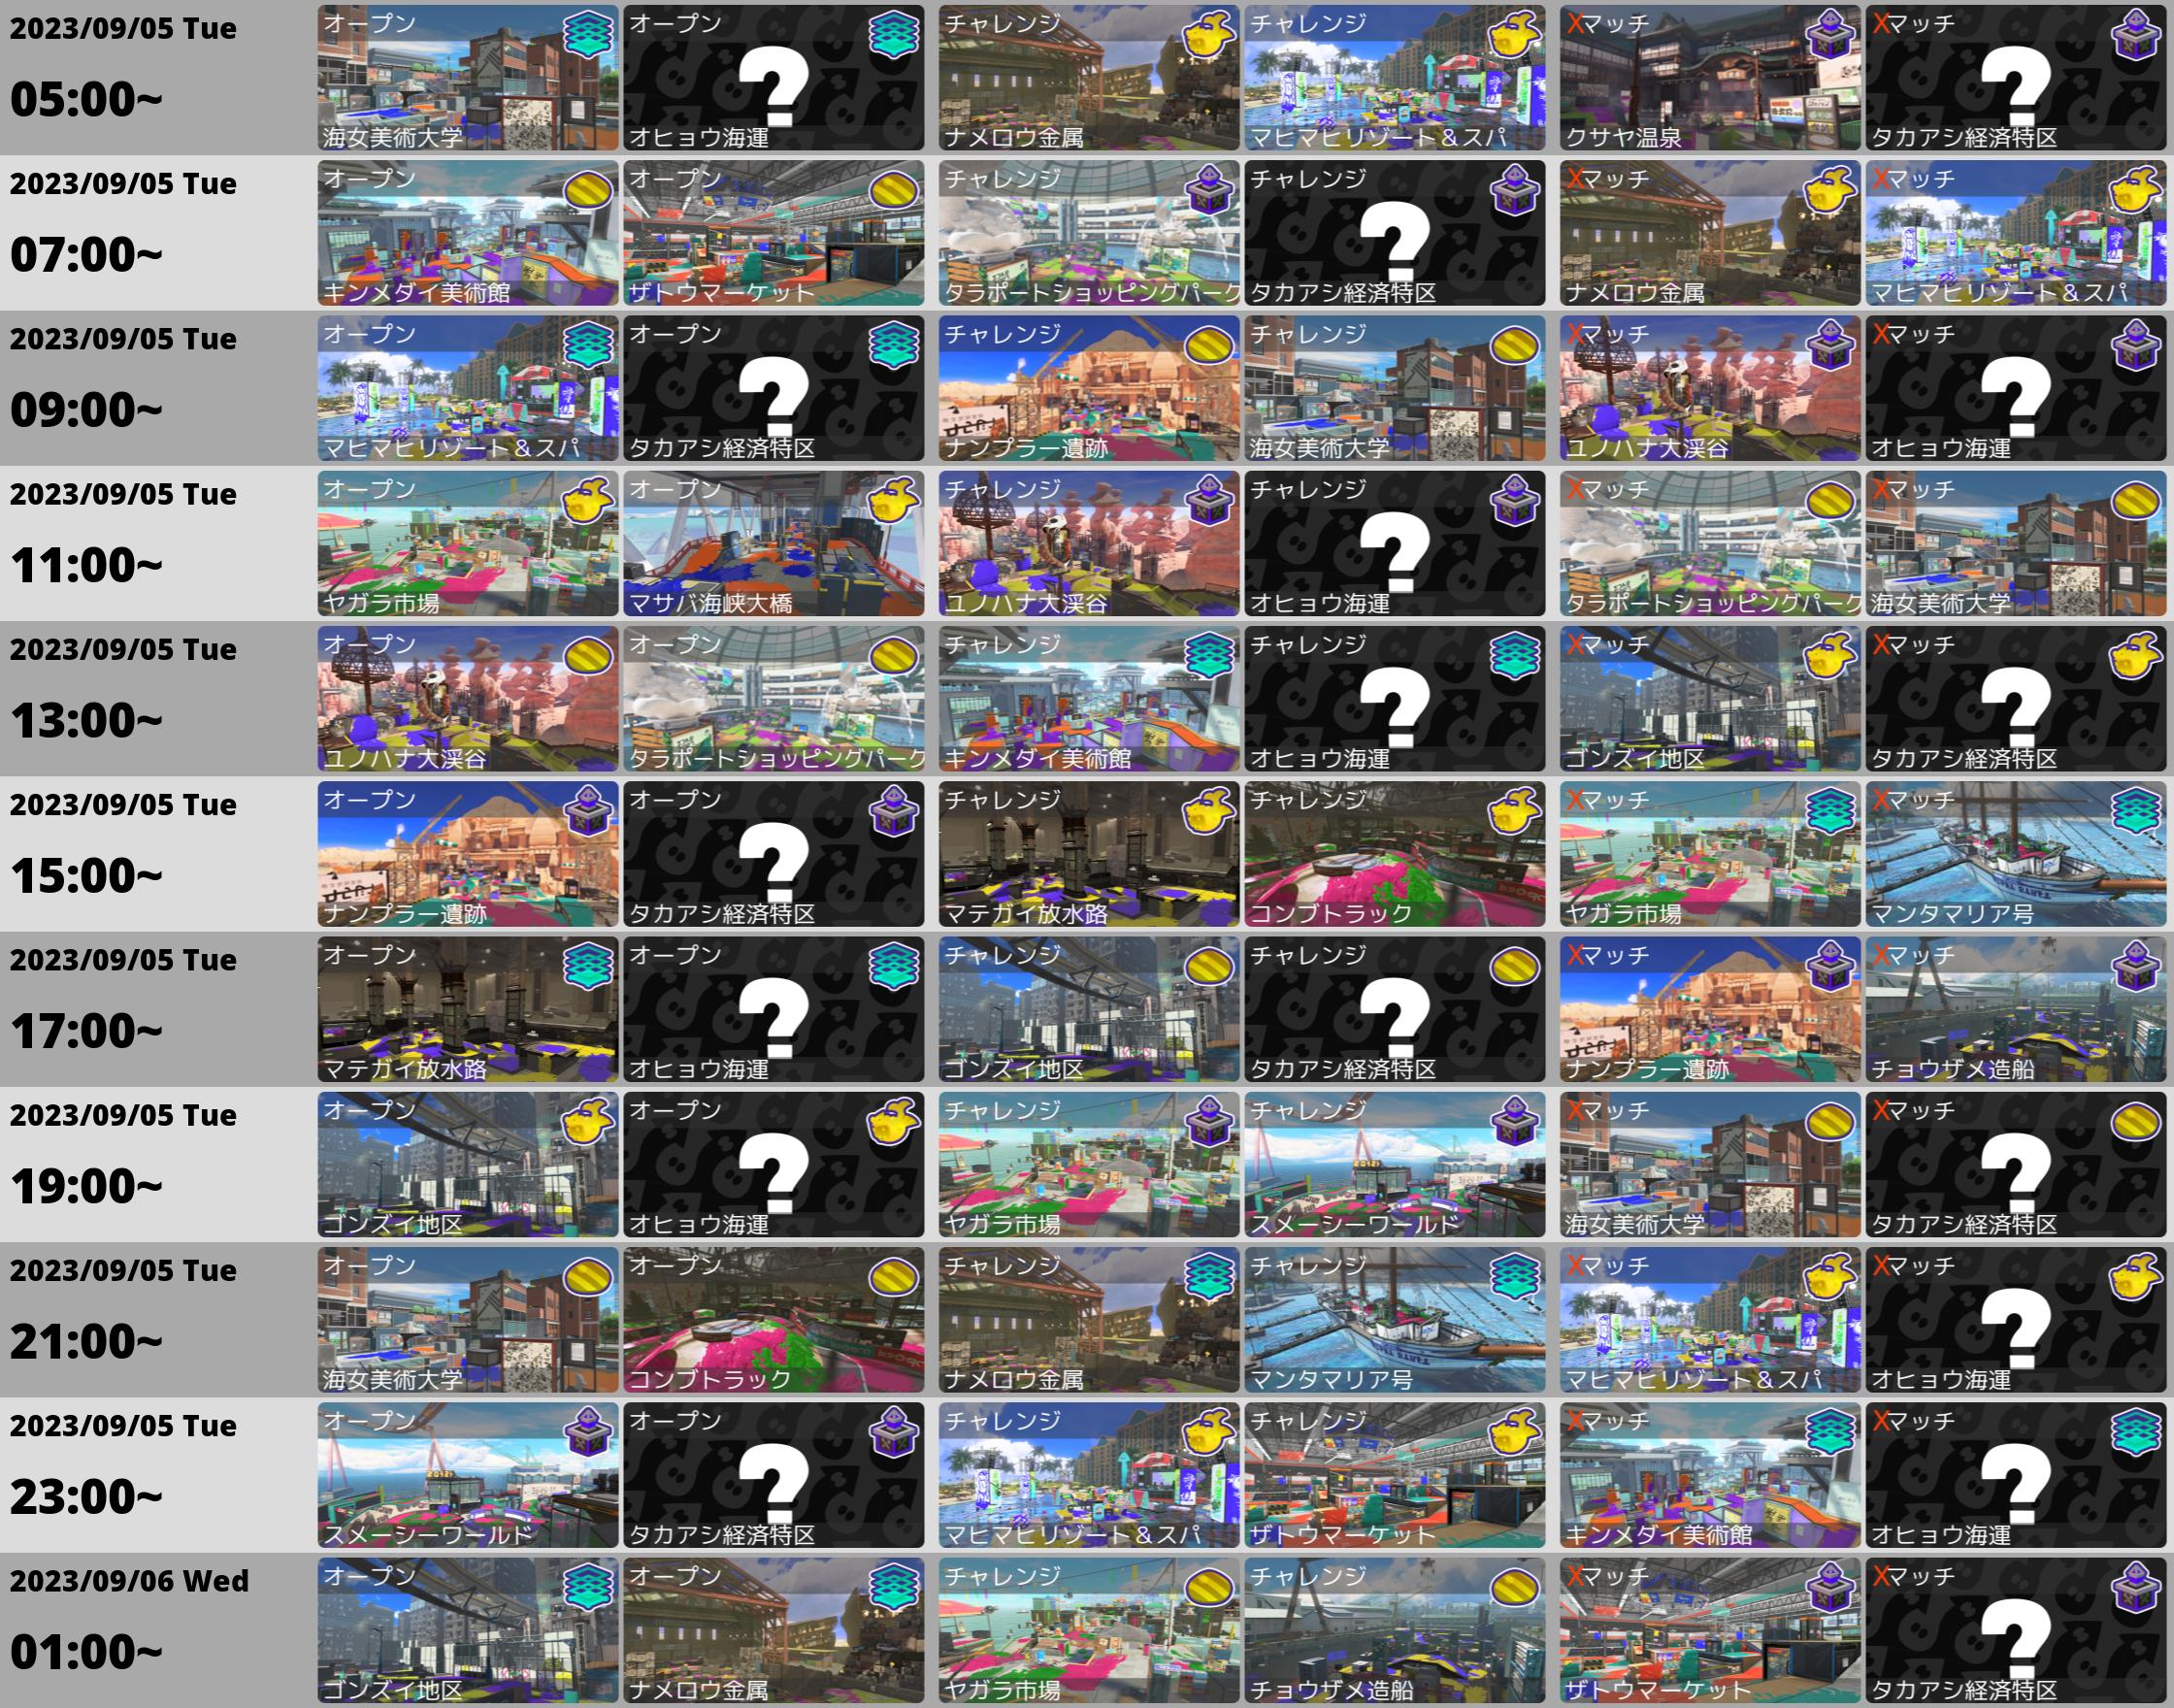 2023/09/05 Tue
05:00~
オープン
海女美術大学
オープン
オヒョウ海運
チャレンジ
ナメロウ金属
チャレンジ
マヒマヒリゾート＆スパ
Xマッチ
クサヤ温泉
Xマッチ
タカアシ経済特区
2023/09/05 Tue
07:00~
オープン
キンメダイ美術館
オープン
ザトウマーケット
チャレンジ
タラポートショッピングパーク
チャレンジ
タカアシ経済特区
Xマッチ
ナメロウ金属
Xマッチ
マヒマヒリゾート＆スパ
2023/09/05 Tue
09:00~
オープン
マヒマヒリゾート＆スパ
オープン
タカアシ経済特区
チャレンジ
ナンプラー遺跡
チャレンジ
海女美術大学
Xマッチ
ユノハナ大渓谷
Xマッチ
オヒョウ海運
2023/09/05 Tue
11:00~
オープン
ヤガラ市場
オープン
マサバ海峡大橋
チャレンジ
ユノハナ大渓谷
チャレンジ
オヒョウ海運
Xマッチ
タラポートショッピングパーク
Xマッチ
海女美術大学
2023/09/05 Tue
13:00~
オープン
ユノハナ大渓谷
オープン
タラポートショッピングパーク
チャレンジ
キンメダイ美術館
チャレンジ
オヒョウ海運
Xマッチ
ゴンズイ地区
Xマッチ
タカアシ経済特区
2023/09/05 Tue
15:00~
オープン
ナンプラー遺跡
オープン
タカアシ経済特区
チャレンジ
マテガイ放水路
チャレンジ
コンブトラック
Xマッチ
ヤガラ市場
Xマッチ
マンタマリア号
2023/09/05 Tue
17:00~
オープン
マテガイ放水路
オープン
オヒョウ海運
チャレンジ
ゴンズイ地区
チャレンジ
タカアシ経済特区
Xマッチ
ナンプラー遺跡
Xマッチ
チョウザメ造船
2023/09/05 Tue
19:00~
オープン
ゴンズイ地区
オープン
オヒョウ海運
チャレンジ
ヤガラ市場
チャレンジ
スメーシーワールド
Xマッチ
海女美術大学
Xマッチ
タカアシ経済特区
2023/09/05 Tue
21:00~
オープン
海女美術大学
オープン
コンブトラック
チャレンジ
ナメロウ金属
チャレンジ
マンタマリア号
Xマッチ
マヒマヒリゾート＆スパ
Xマッチ
オヒョウ海運
2023/09/05 Tue
23:00~
オープン
スメーシーワールド
オープン
タカアシ経済特区
チャレンジ
マヒマヒリゾート＆スパ
チャレンジ
ザトウマーケット
Xマッチ
キンメダイ美術館
Xマッチ
オヒョウ海運
2023/09/06 Wed
01:00~
オープン
ゴンズイ地区
オープン
ナメロウ金属
チャレンジ
ヤガラ市場
チャレンジ
チョウザメ造船
Xマッチ
ザトウマーケット
Xマッチ
タカアシ経済特区